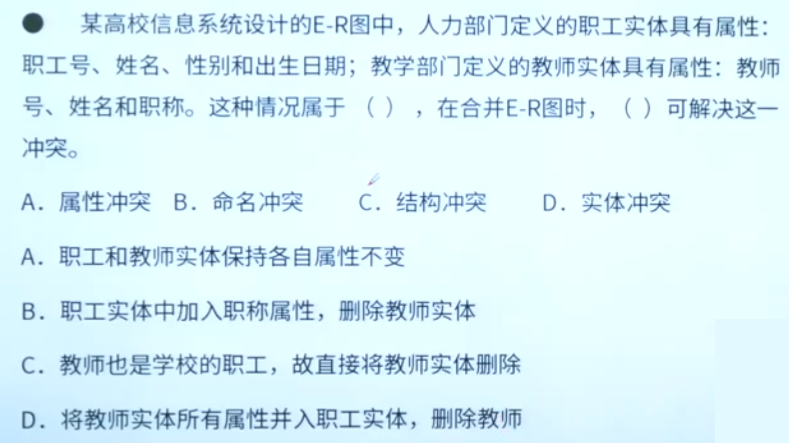 ● 某高校信息系统设计的E-R图中，人力部门定义的职工实体具有属性：
职工号、姓名、性别和出生日期；教学部门定义的教师实体具有属性：教师
号、姓名和职称。这种情况属于 （ ） ，在合并E-R图时，（ ）可解决这一
冲突。
A．属性冲突 B．命名冲突 C．结构冲突 D．实体冲突
A．职工和教师实体保持各自属性不变
B．职工实体中加入职称属性，删除教师实体
C．教师也是学校的职工，故直接将教师实体删除
D．将教师实体所有属性并入职工实体，删除教师